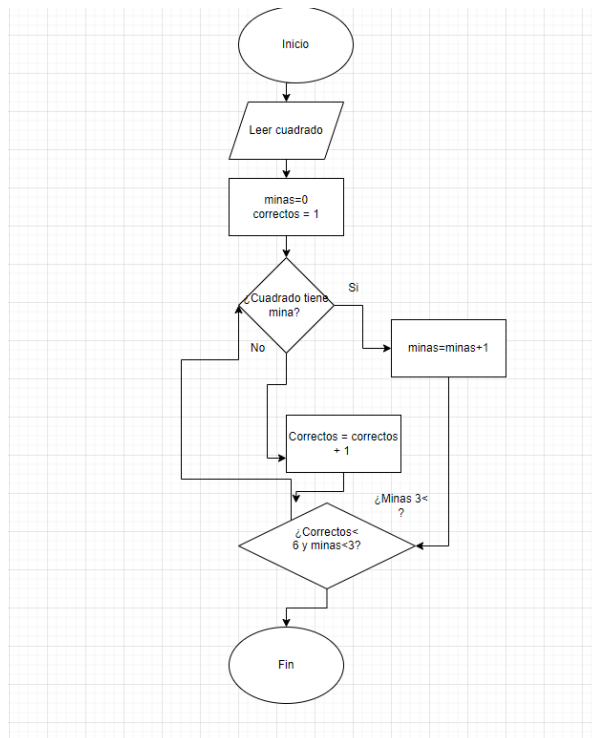 Inicio
Leer cuadrado
minas=0
correctos = 1
¿Cuadrado tiene
mina?
Si
No
minas=minas+1
Correctos = correctos
+ 1
¿Minas 3<
?
¿Correctos<
6 y minas<3?
Fin